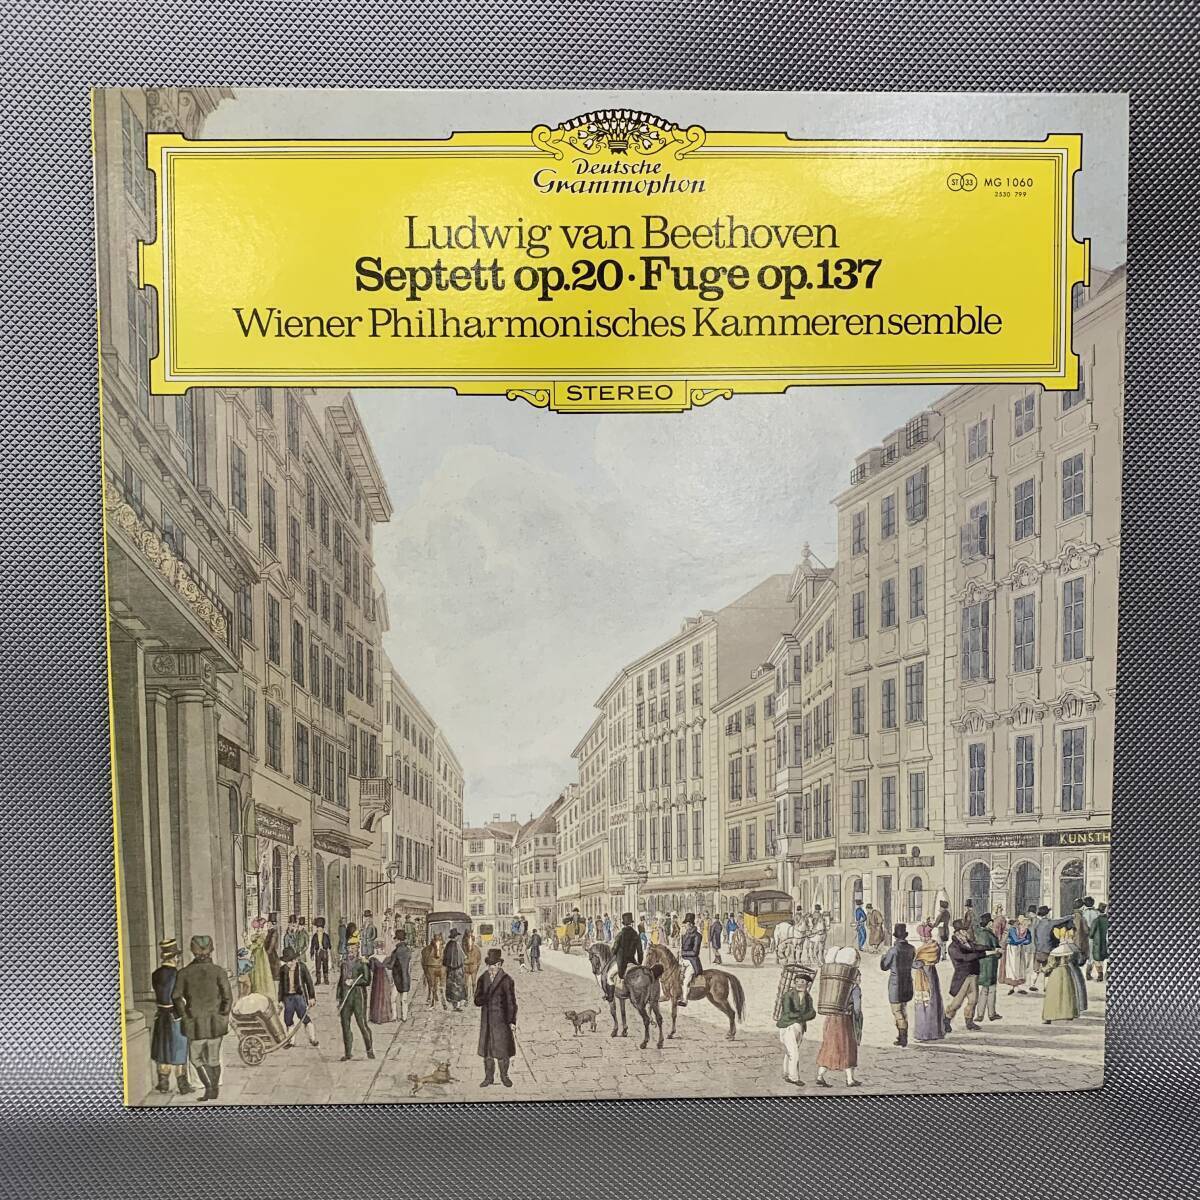 Deutsche
Grammophon
ST 33 MG 1060
2530 799
Ludwig van Beethoven
Septett op.20 · Fuge op.137
Wiener Philharmonisches Kammerensemble
STEREO
KUNSTH